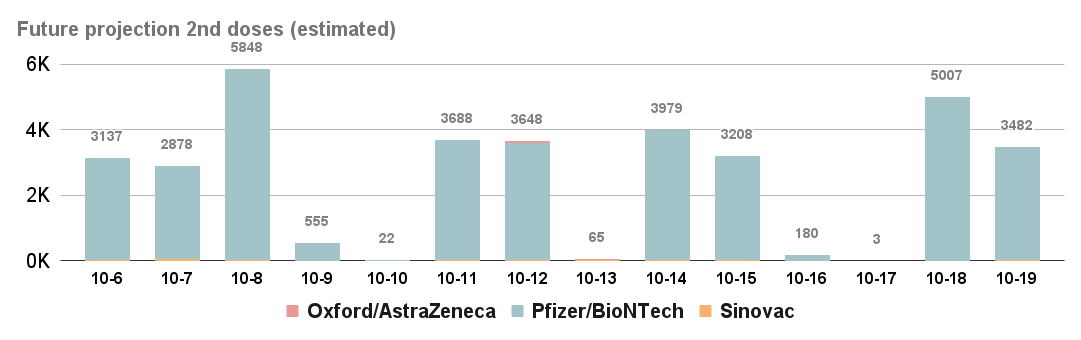 Future projection 2nd doses (estimated)
5848
6K
5007
3979
3688
3648
3482
4K
3137
3208
2878
2K
555
22
65
180
3
0K
10-6 10-7 10-8 10-9 10-10 10-11 10-12 10-13 10-14 10-15 10-16 10-17 10-18 10-19
Oxford/AstraZeneca Pfizer/BioNTech Sinovac